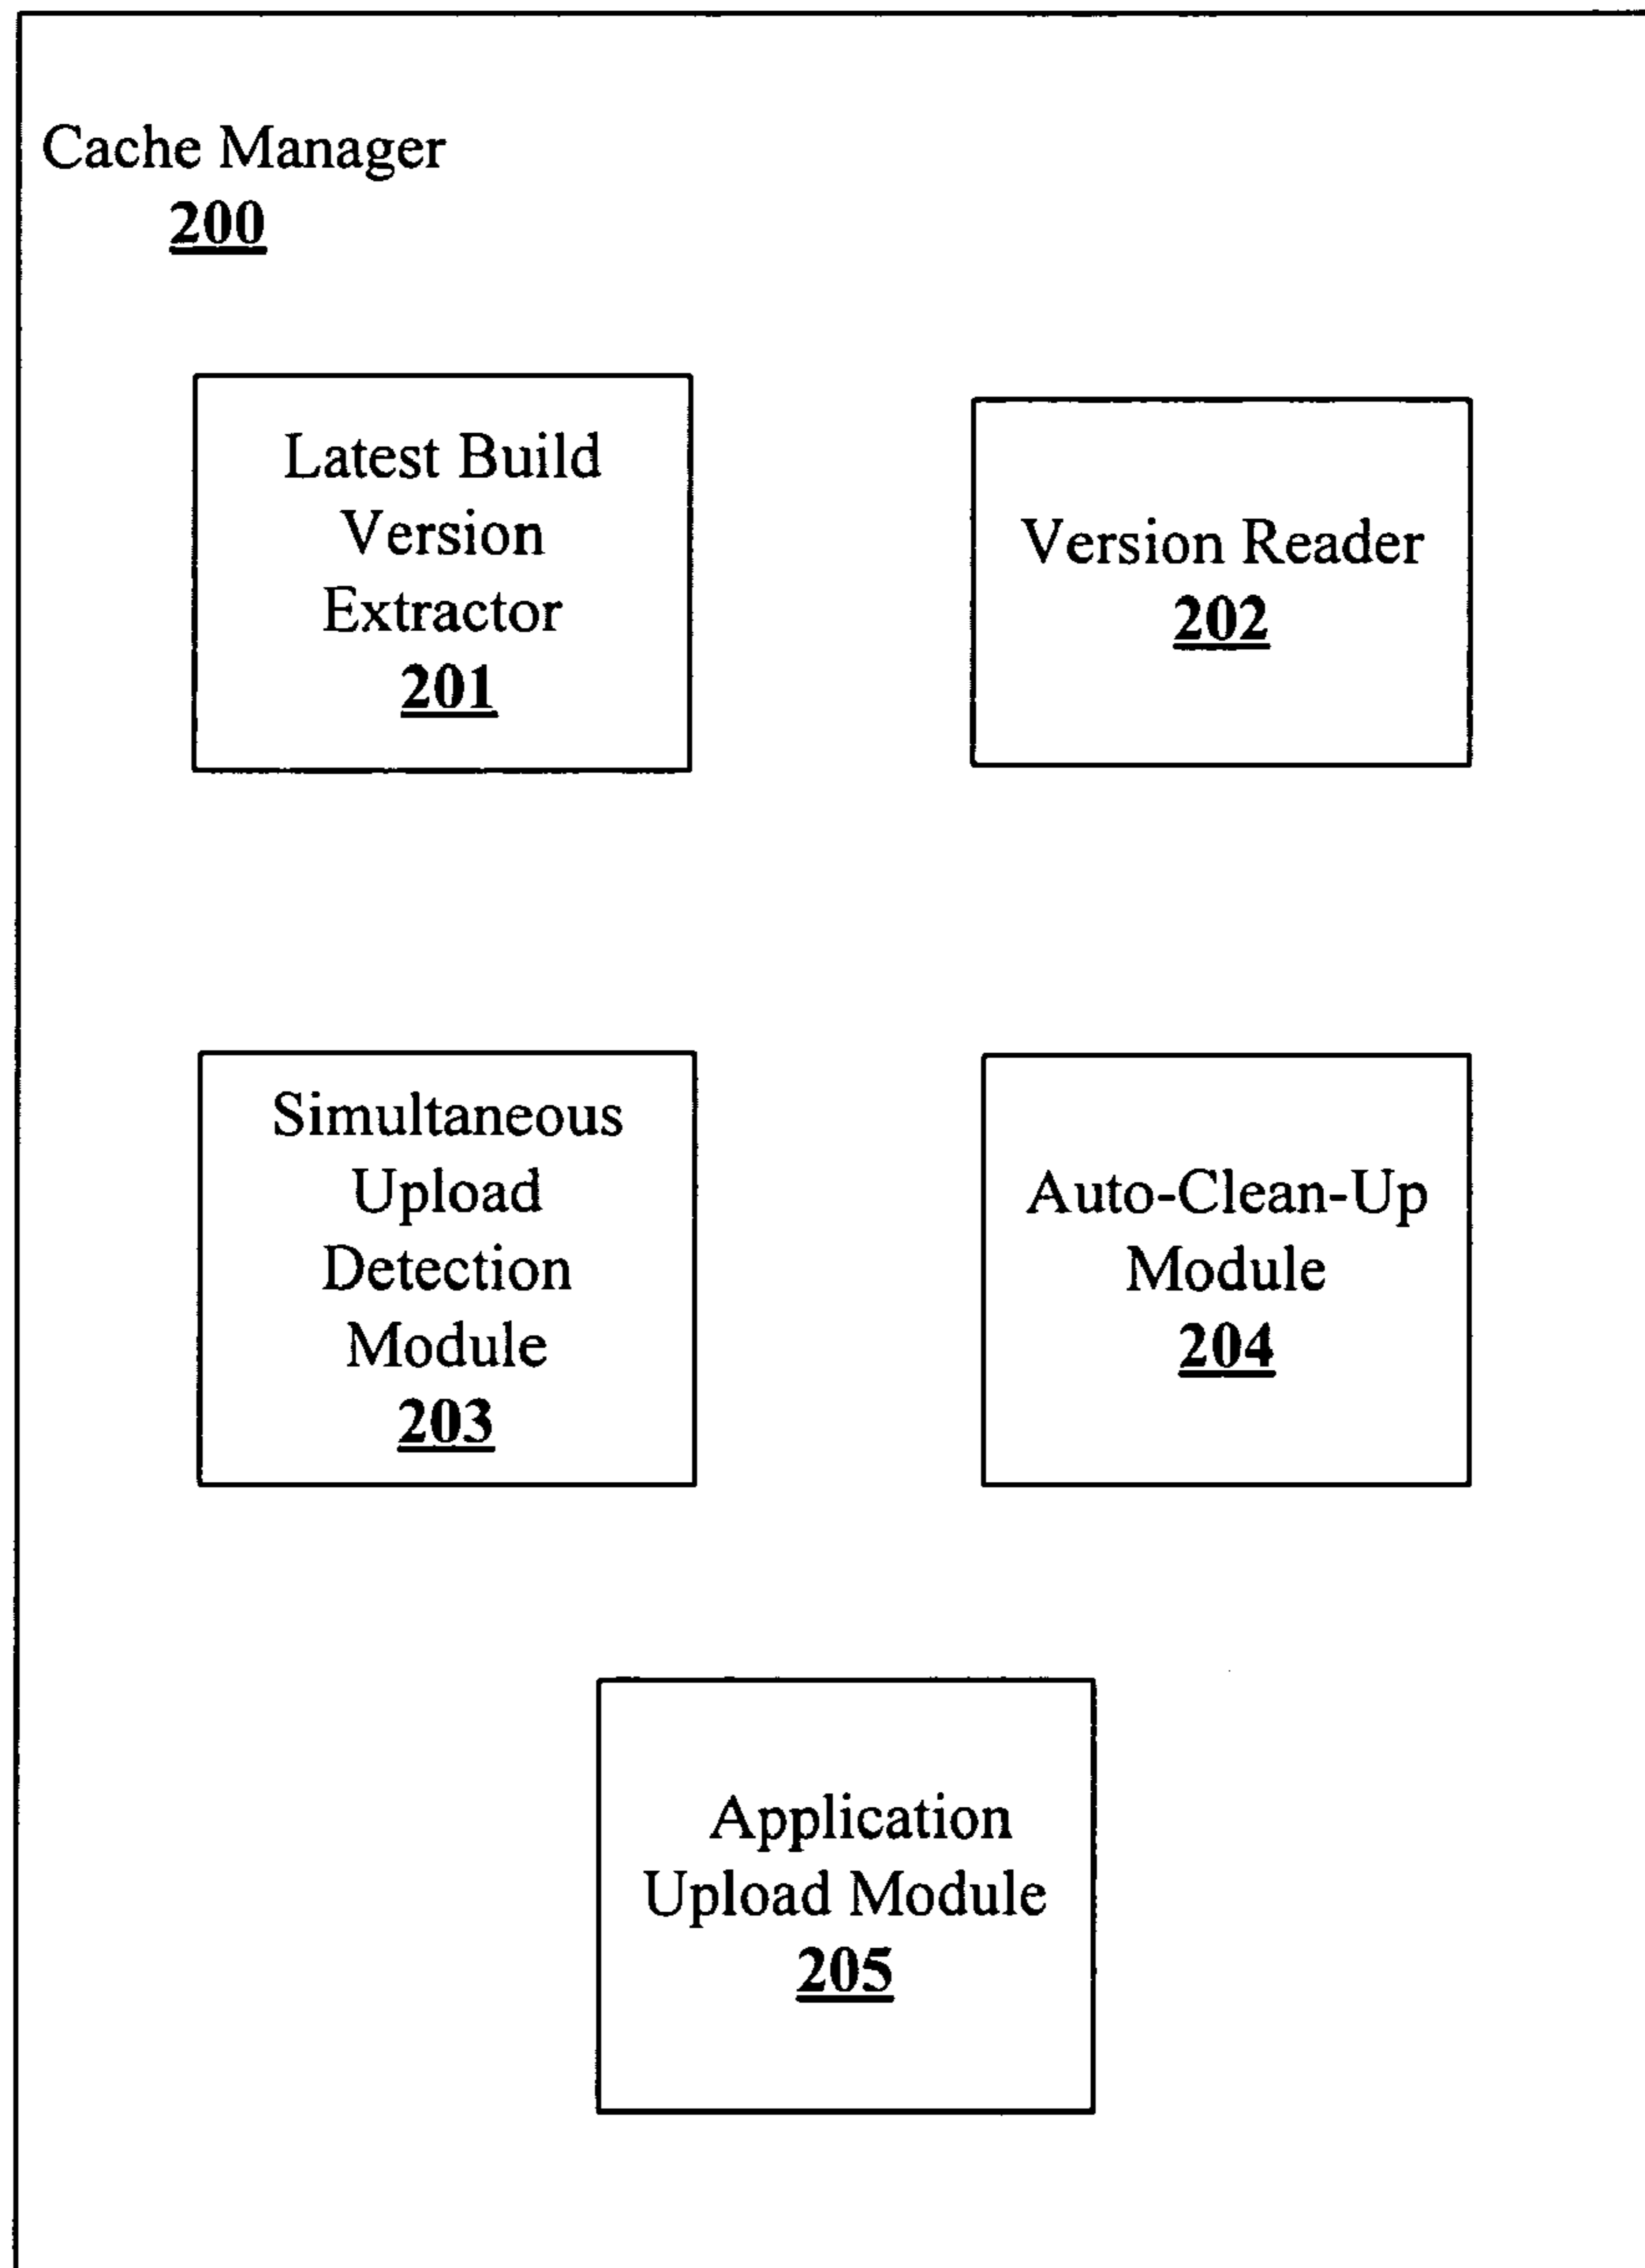 Cache Manager
200
Latest Build
Version
Extractor
201
Version Reader
202
Simultaneous
Upload
Detection
Module
203
Auto-Clean-Up
Module
204
Application
Upload Module
205